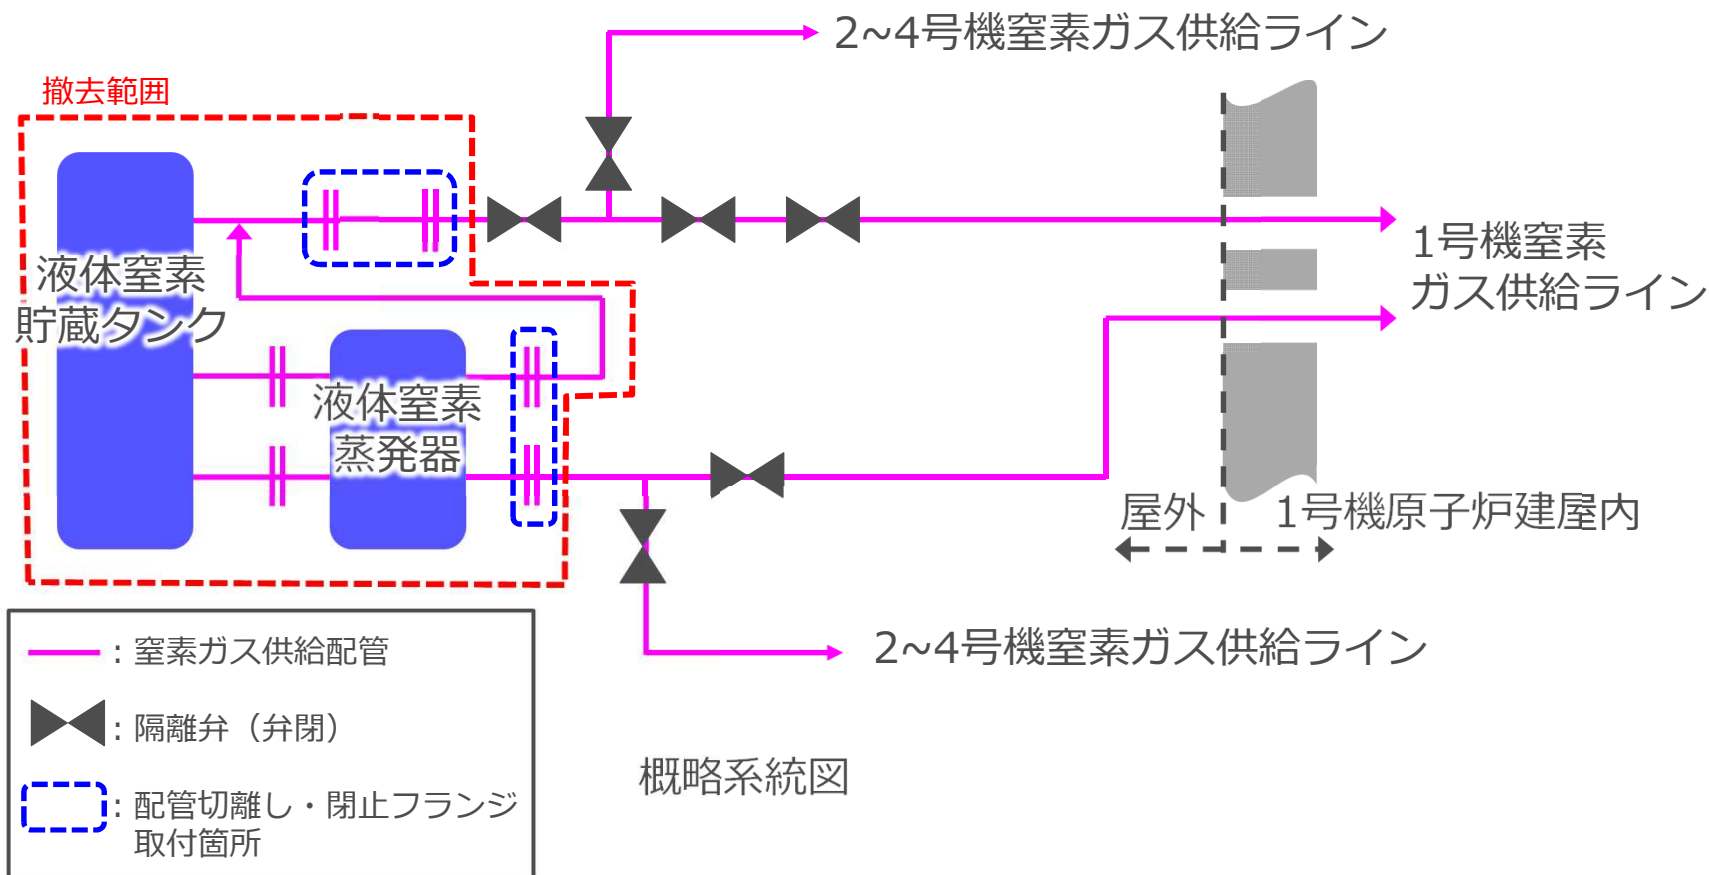 2~4号機窒素ガス供給ライン
撤去範囲
1号機窒素
ガス供給ライン
液体窒素
貯蔵タンク
液体窒素
蒸発器
屋外
1号機原子炉建屋内
2~4号機窒素ガス供給ライン
：窒素ガス供給配管
：隔離弁（弁閉）
：配管切離し・閉止フランジ
取付箇所
概略系統図